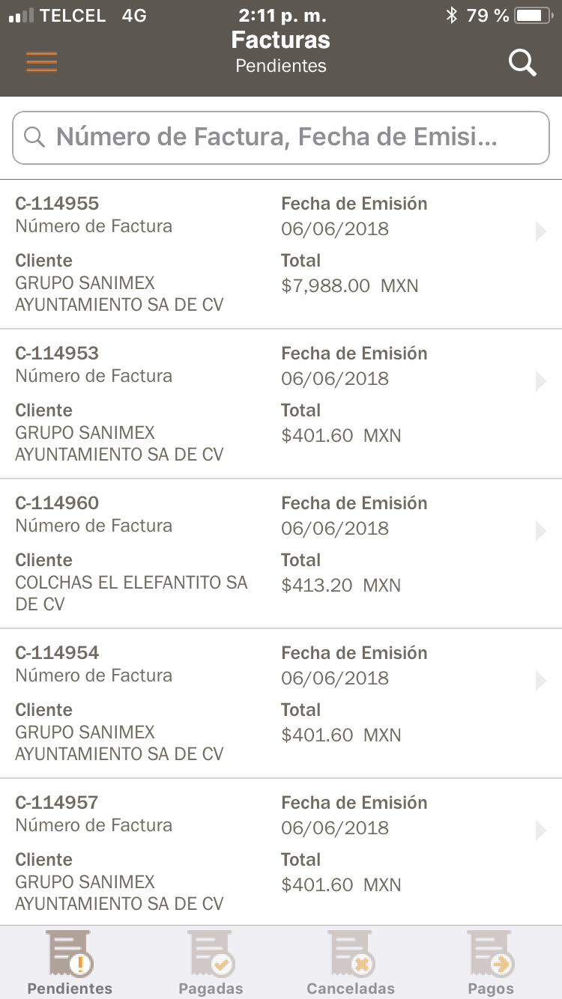 TELCEL 4G 2:11 p. m. 79 %
Facturas
Pendientes
Número de Factura, Fecha de Emisi...
C-114955 Fecha de Emisión
Número de Factura 06/06/2018
Cliente Total
GRUPO SANIMEX $7,988.00 MXN
AYUNTAMIENTO SA DE CV
C-114953 Fecha de Emisión
Número de Factura 06/06/2018
Cliente Total
GRUPO SANIMEX $401.60 MXN
AYUNTAMIENTO SA DE CV
C-114960 Fecha de Emisión
Número de Factura 06/06/2018
Cliente Total
COLCHAS EL ELEFANTITO SA $413.20 MXN
DE CV
C-114954 Fecha de Emisión
Número de Factura 06/06/2018
Cliente Total
GRUPO SANIMEX $401.60 MXN
AYUNTAMIENTO SA DE CV
C-114957 Fecha de Emisión
Número de Factura 06/06/2018
Cliente Total
GRUPO SANIMEX $401.60 MXN
AYUNTAMIENTO SA DE CV
Pendientes Pagadas Canceladas Pagos